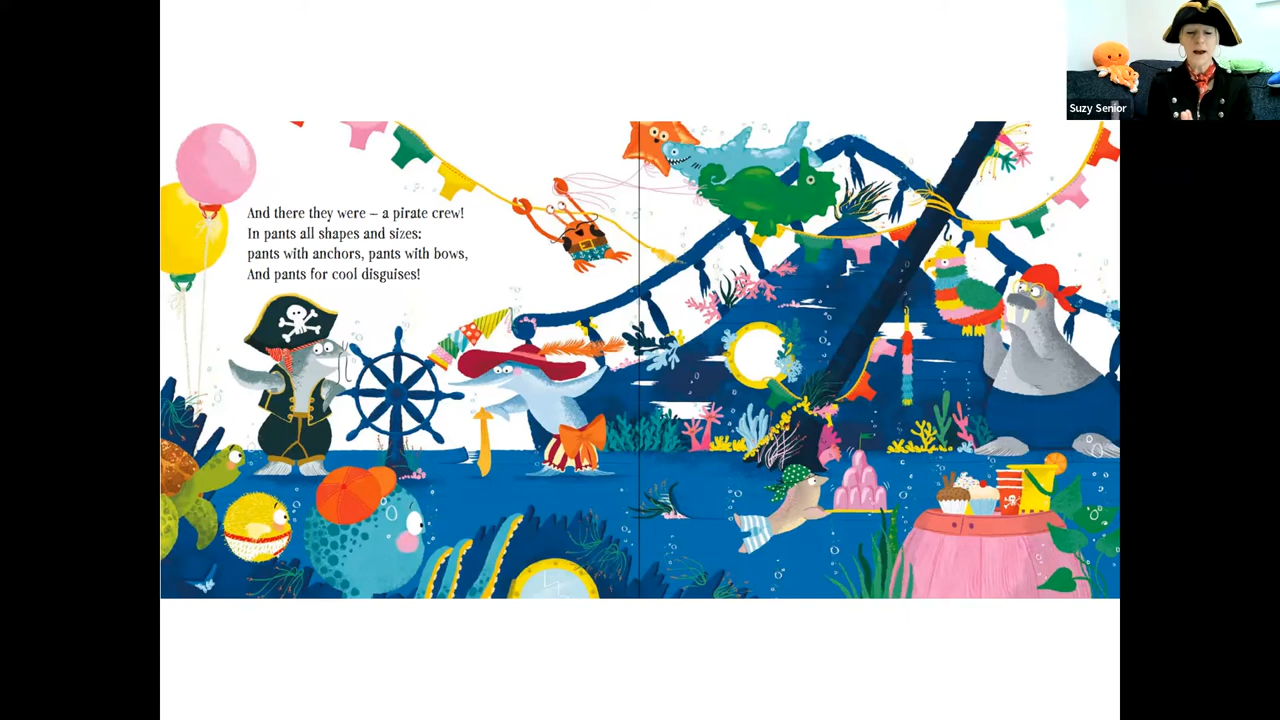 Suzy Senior
And there they were – a pirate crew!
In pants all shapes and sizes:
pants with anchors, pants with bows,
And pants for cool disguises!